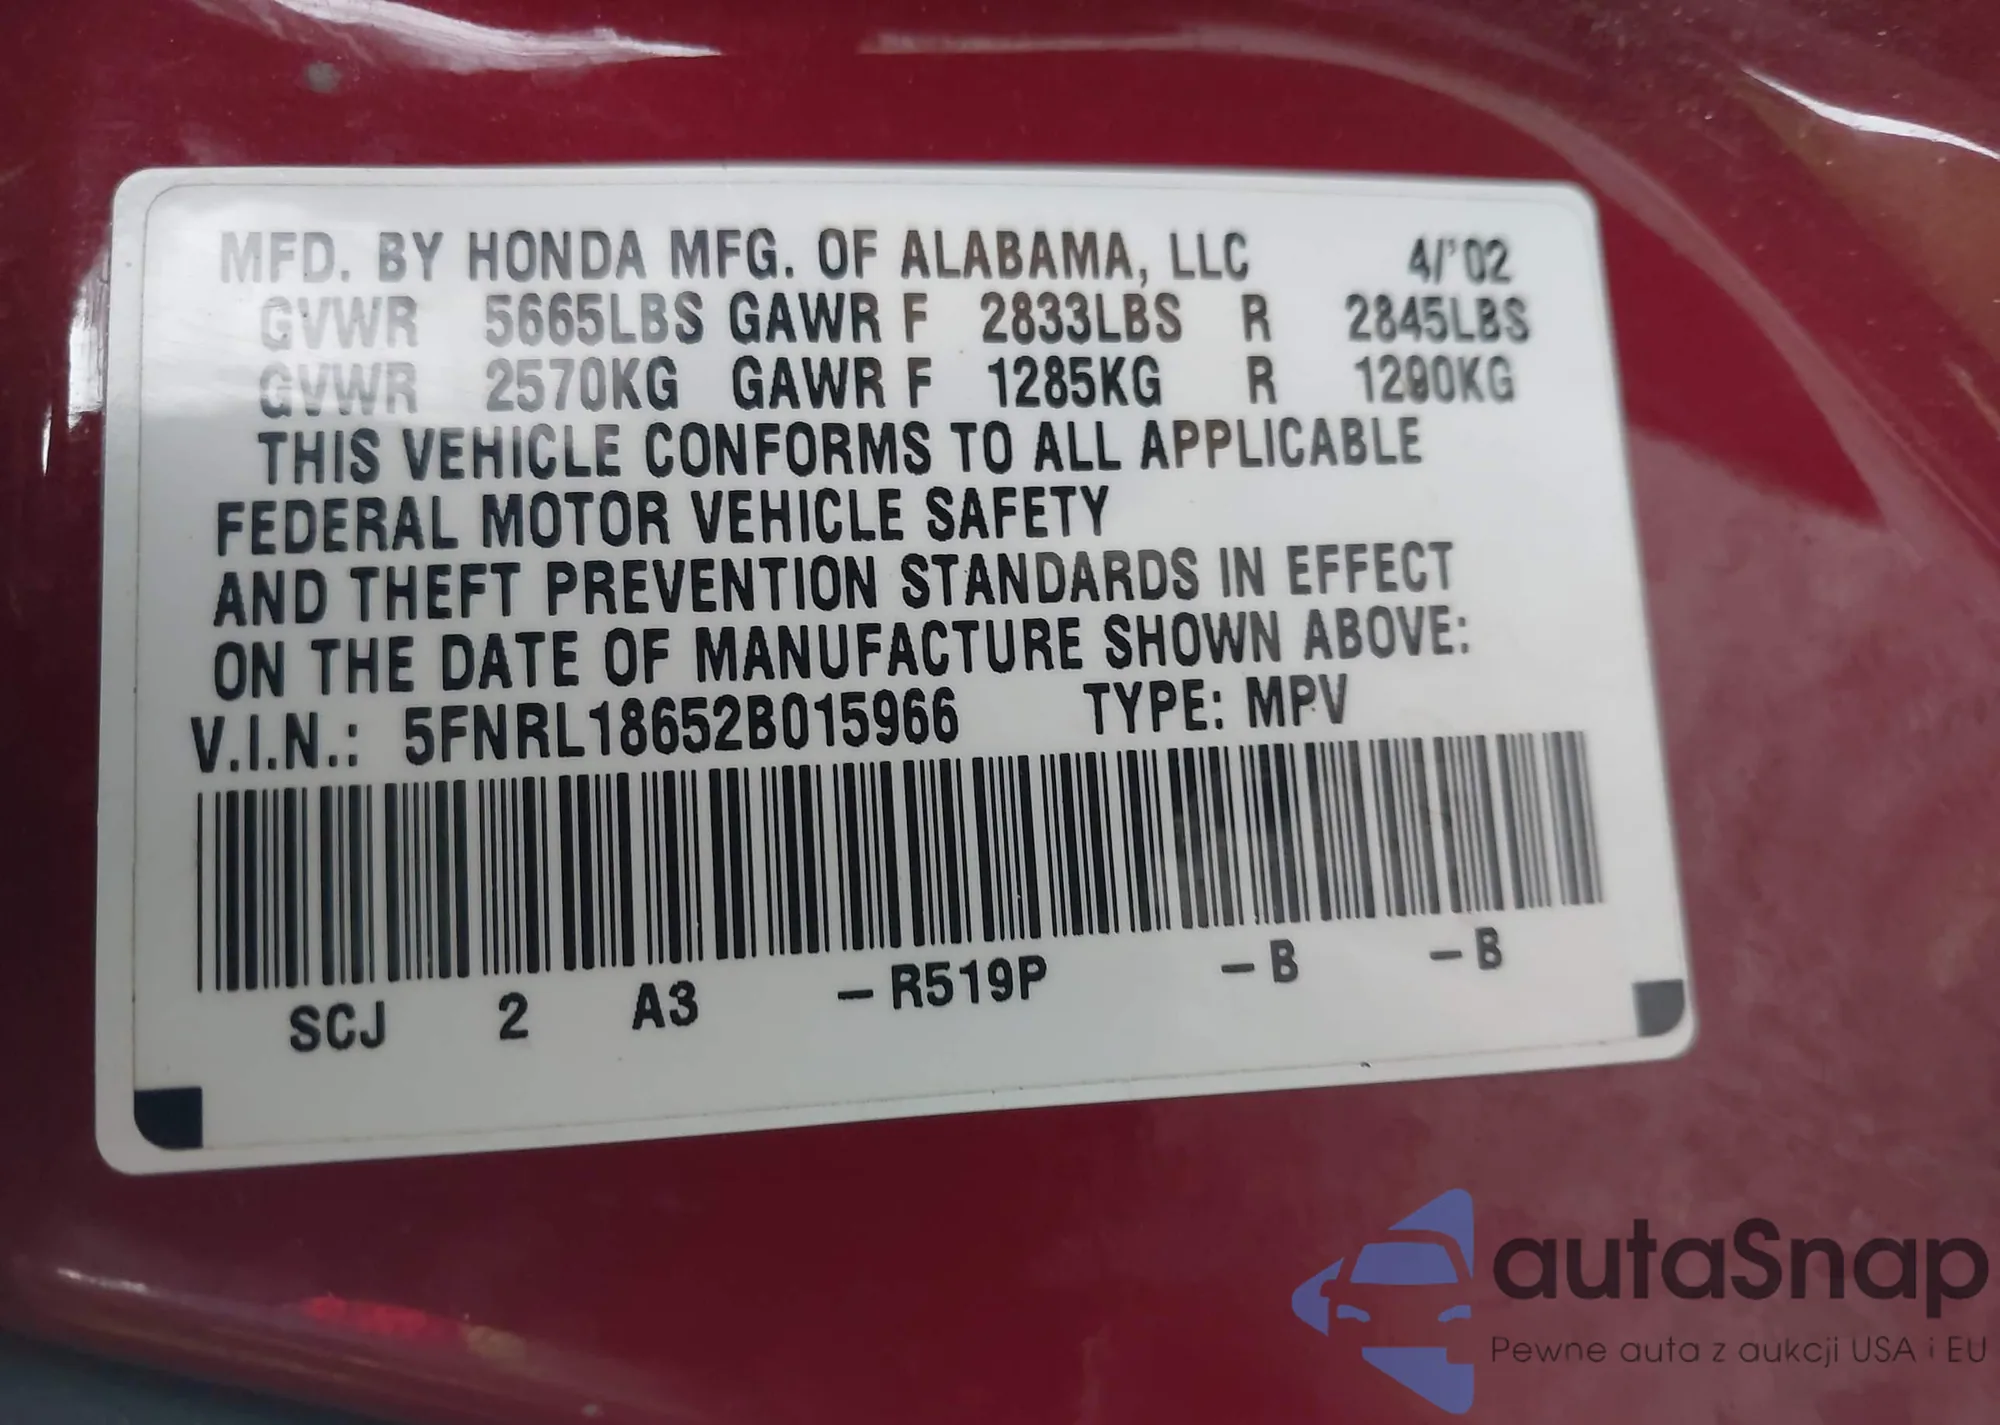 MFD. BY HONDA MFG. OF ALABAMA, LLC 4/'02
GVWR 5665LBS GAWR F 2833LBS R 2845LBS
GVWR 2570KG GAWR F 1285KG R 1290KG
THIS VEHICLE CONFORMS TO ALL APPLICABLE
FEDERAL MOTOR VEHICLE SAFETY
AND THEFT PREVENTION STANDARDS IN EFFECT
ON THE DATE OF MANUFACTURE SHOWN ABOVE:
V.I.N.: 5FNRL18652B015966 TYPE: MPV
SCJ 2 A3 -R519P -B -B
autaSnap
Pewne auta z aukcji USA i EU